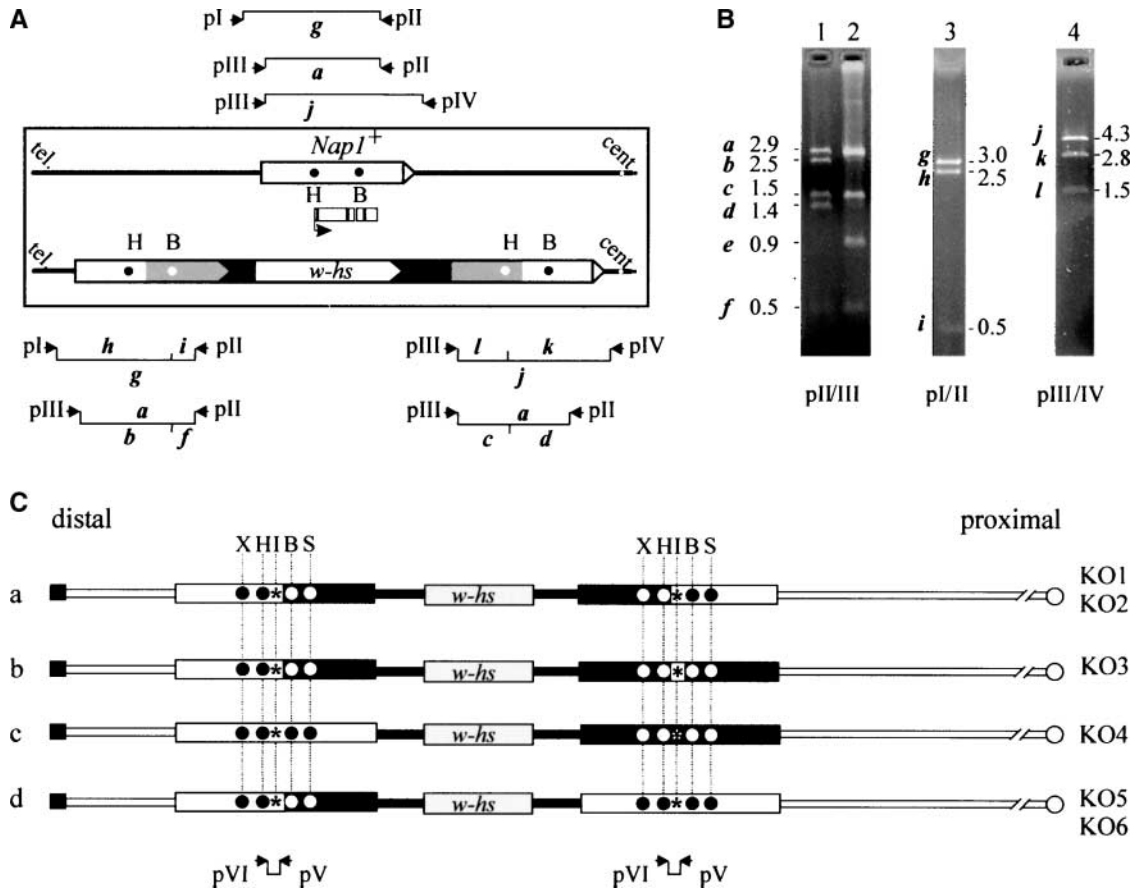 A
pI g pII
pIII a pII
pIII j pIV
Nap1+
tel. cent.
H B
H B H B
tel. w-hs cent.
pI h i pII
g
pIII a pII
b f
pIII l k pIV
j
pIII a pII
c d
B
1 2 3 4
a 2.9
b 2.5
c 1.5
d 1.4
e 0.9
f 0.5
g 3.0
h 2.5
i 0.5
j 4.3
k 2.8
l 1.5
pII/III pI/II pIII/IV
C
distal proximal
X H I B S X H I B S
a * w-hs * KO1
KO2
b * w-hs * KO3
c * w-hs * KO4
d * w-hs * KO5
KO6
pVI pV pVI pV